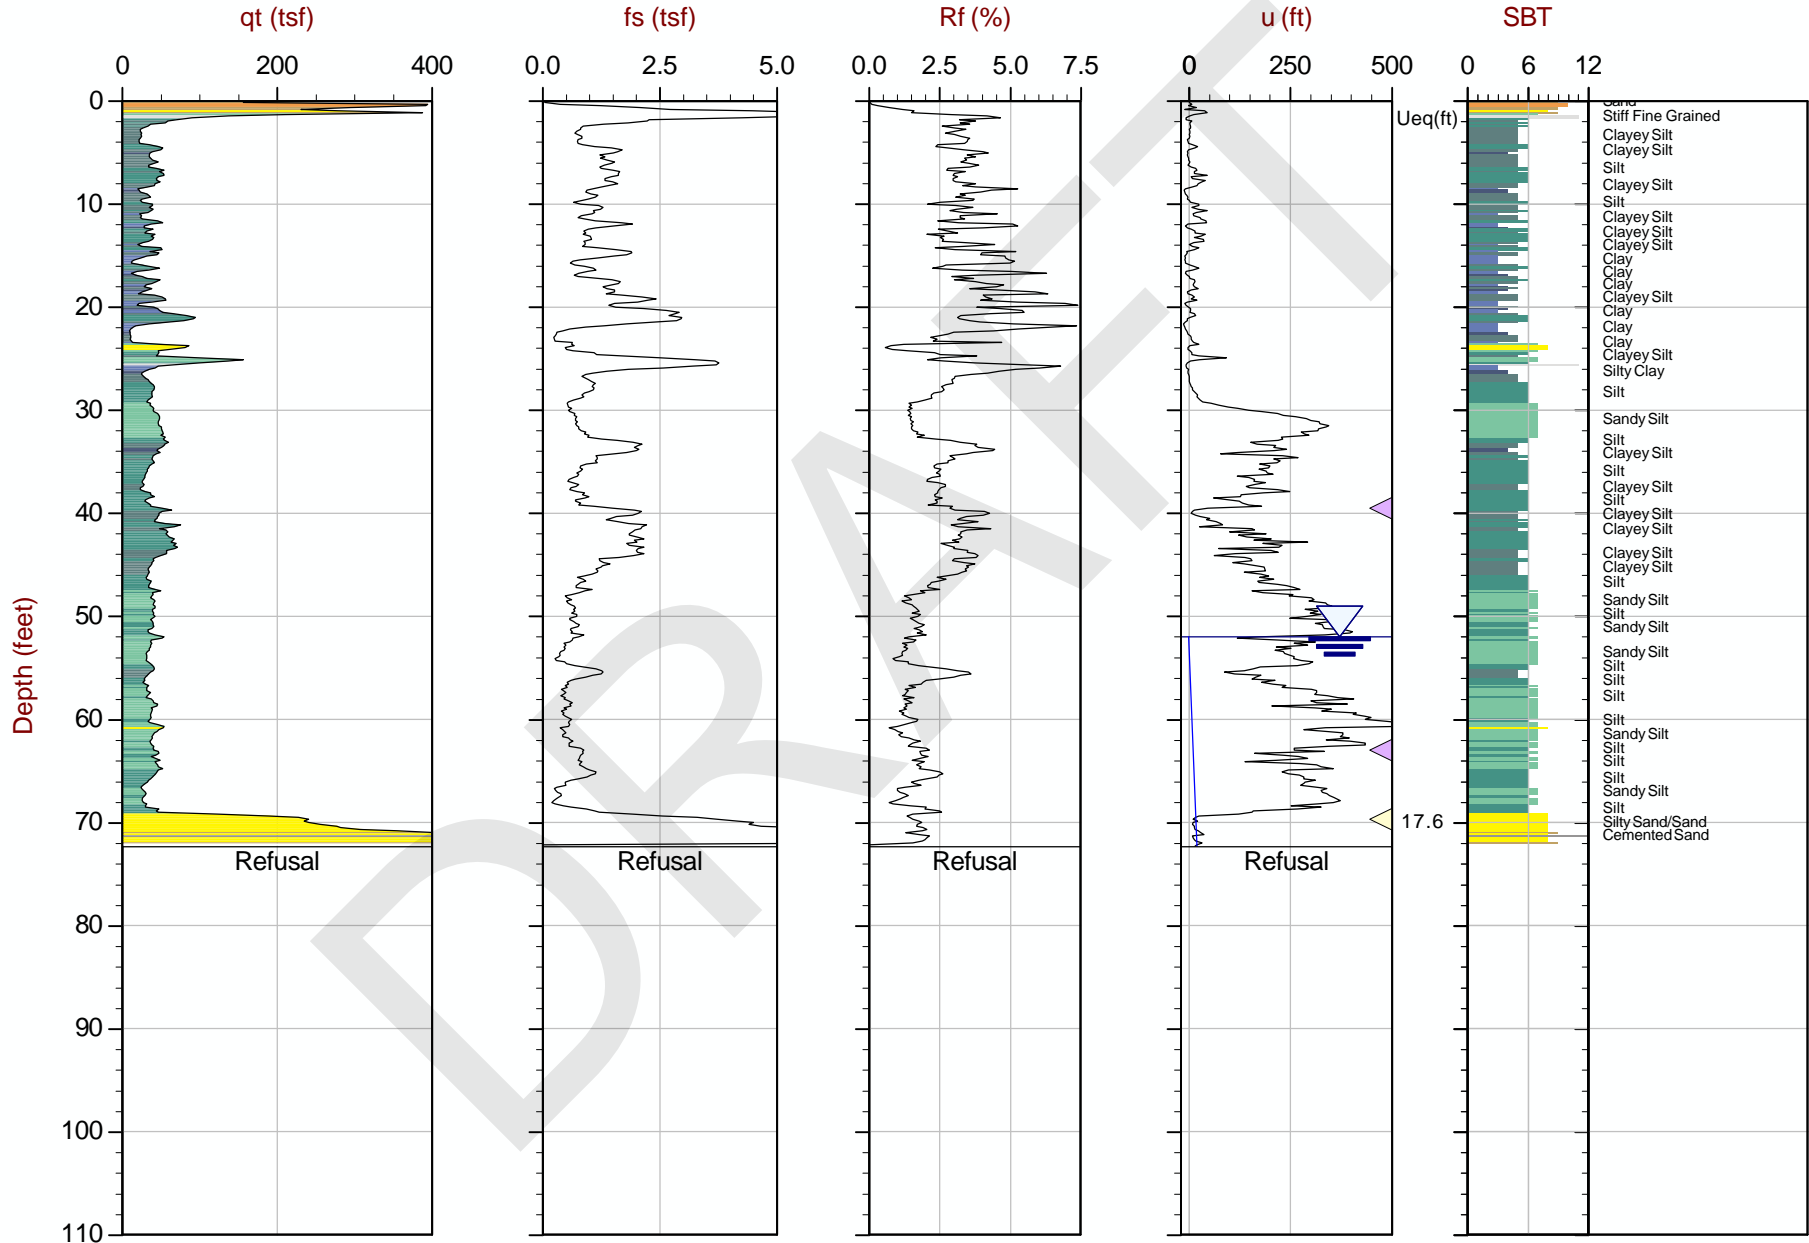 qt (tsf) fs (tsf) Rf (%) u (ft) SBT
0 200 400 0.0 2.5 5.0 0.0 2.5 5.0 7.5 0 250 500 0 6 12
0
Sand
Ueq(ft)
Stiff Fine Grained
Clayey Silt
Clayey Silt
Silt
Clayey Silt
10
Silt
Clayey Silt
Clayey Silt
Clayey Silt
Clay
Clay
Clay
Clayey Silt
20
Clay
Clay
Clay
Clayey Silt
Silty Clay
Silt
30
Sandy Silt
Silt
Clayey Silt
Silt
Clayey Silt
Silt
40
Clayey Silt
Clayey Silt
Clayey Silt
Clayey Silt
Silt
Sandy Silt
50
Silt
Sandy Silt
Sandy Silt
Silt
Silt
Silt
60
Silt
Sandy Silt
Silt
Silt
Silt
Sandy Silt
Silt
70
17.6
Silty Sand/Sand
Cemented Sand
Refusal Refusal Refusal Refusal
80
90
100
110
Depth (feet)
DRAFT